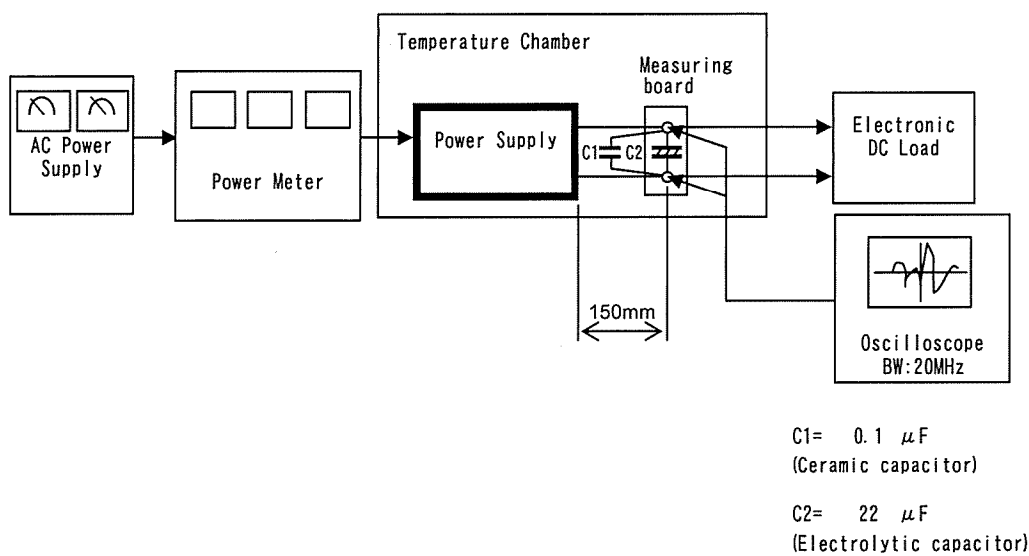 Temperature Chamber
Measuring
board
AC Power
Supply
Power Meter
Power Supply
C1
C2
Electronic
DC Load
150mm
Oscilloscope
BW:20MHz
C1= 0.1 μF
(Ceramic capacitor)
C2= 22 μF
(Electrolytic capacitor)